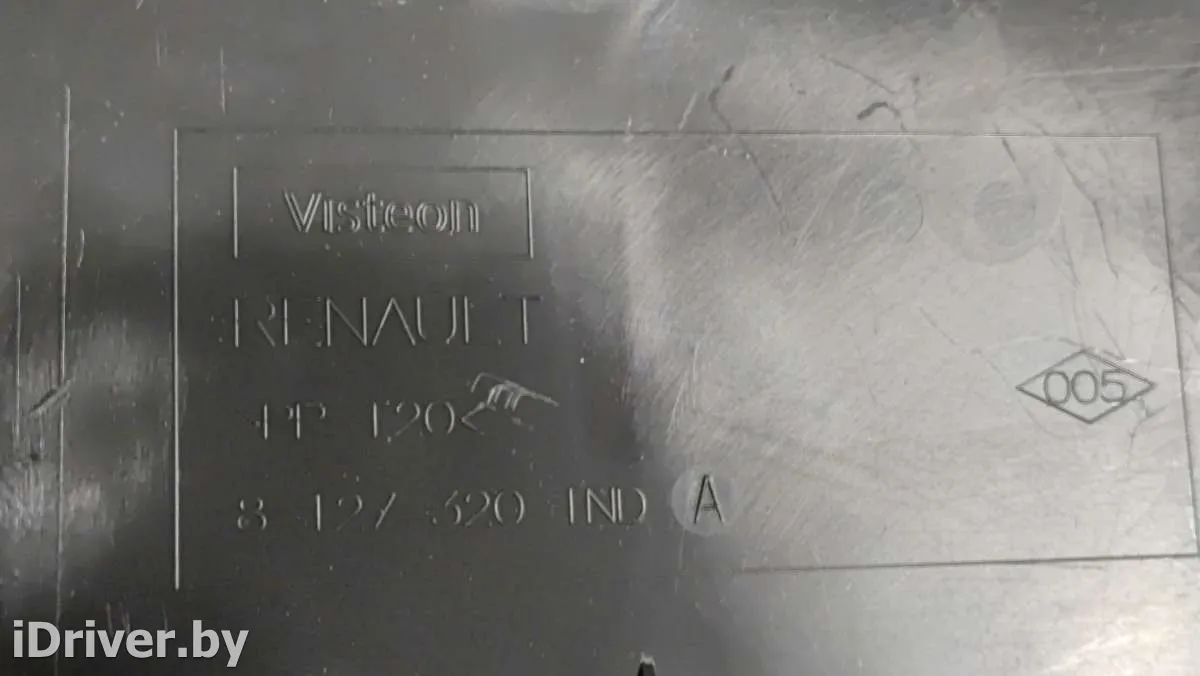 Visteon
RENAULT
>PP T20<
005
8 127 320 IND A
iDriver.by